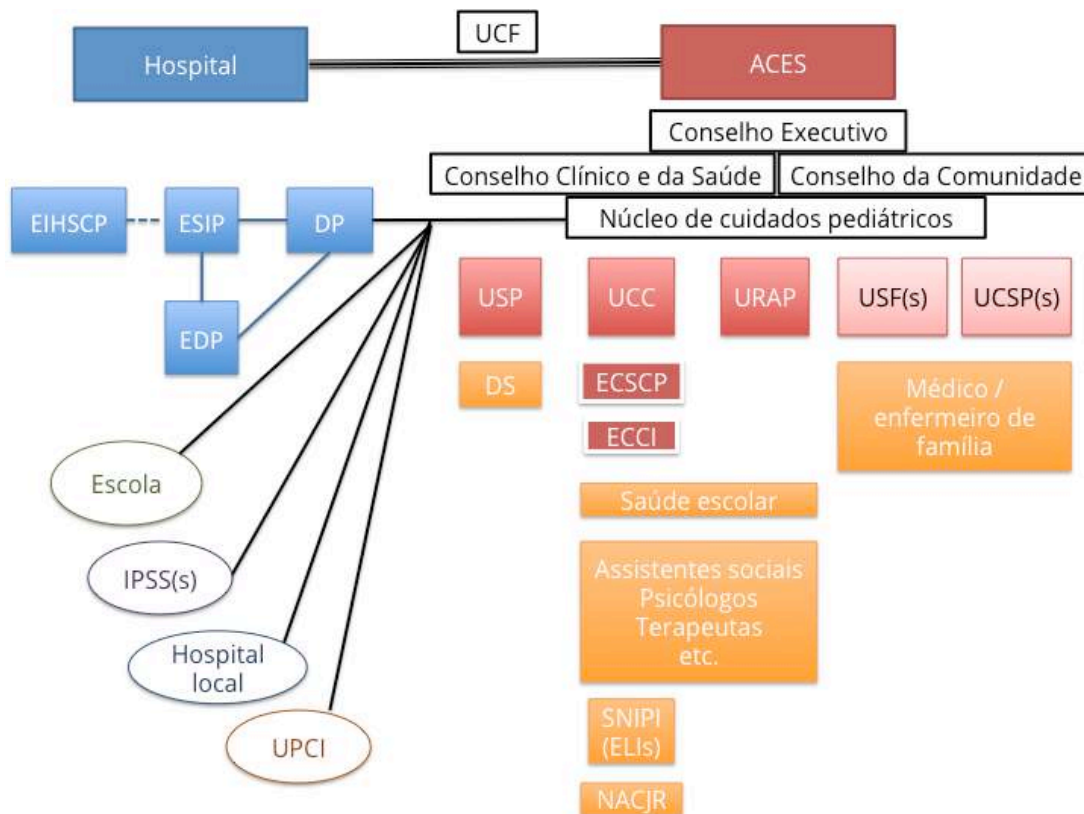 UCF
Hospital
ACES
Conselho Executivo
Conselho Clínico e da Saúde
Conselho da Comunidade
Núcleo de cuidados pediátricos
EIHSCP
ESIP
DP
EDP
USP
UCC
URAP
USF(s)
UCSP(s)
DS
ECSCP
ECCI
Médico /
enfermeiro de
família
Escola
IPSS(s)
Hospital
local
UPCI
Saúde escolar
Assistentes sociais
Psicólogos
Terapeutas
etc.
SNIPI
(ELIs)
NACJR